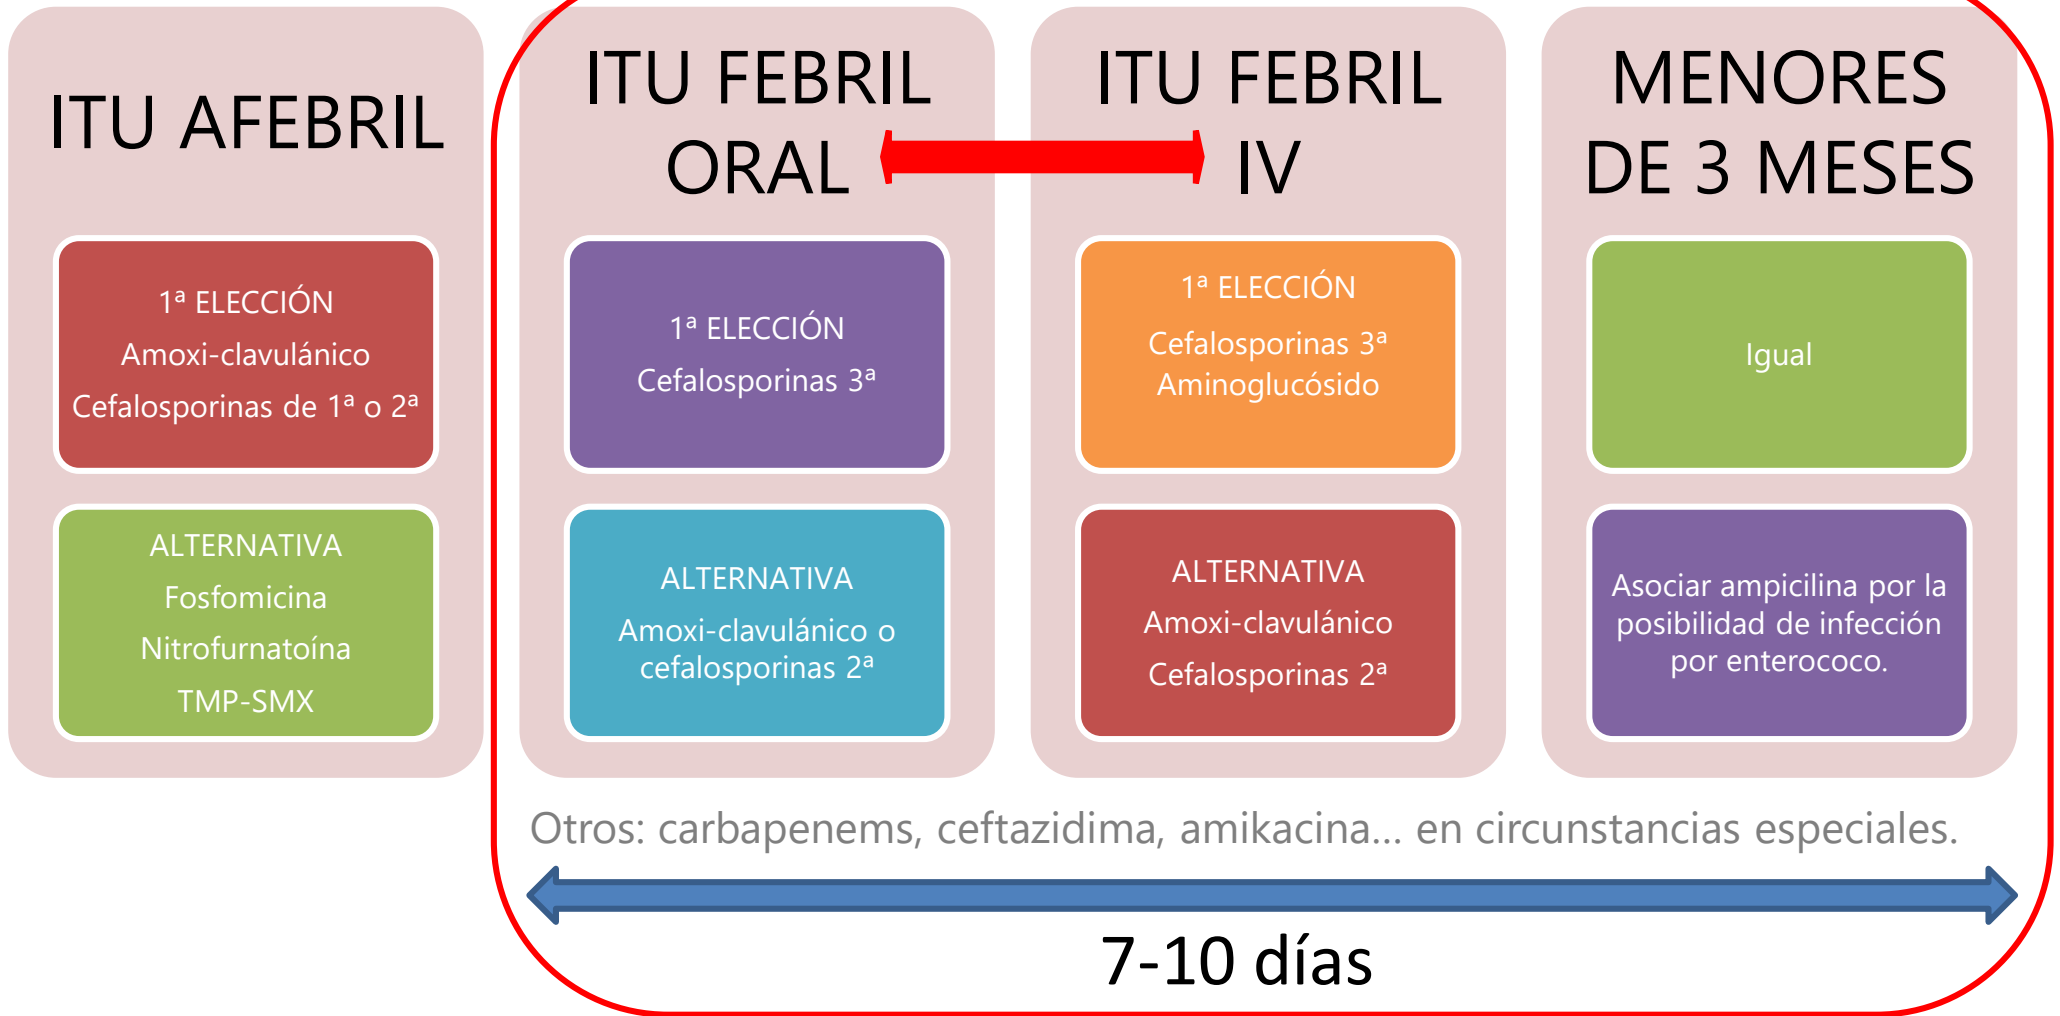 ITU AFEBRIL
1ª ELECCIÓN
Amoxi-clavulánico
Cefalosporinas de 1ª o 2ª
ALTERNATIVA
Fosfomicina
Nitrofurnatoína
TMP-SMX
ITU FEBRIL
ORAL
1ª ELECCIÓN
Cefalosporinas 3ª
ALTERNATIVA
Amoxi-clavulánico o
cefalosporinas 2ª
ITU FEBRIL
IV
1ª ELECCIÓN
Cefalosporinas 3ª
Aminoglucósido
ALTERNATIVA
Amoxi-clavulánico
Cefalosporinas 2ª
MENORES
DE 3 MESES
Igual
Asociar ampicilina por la
posibilidad de infección
por enterococo.
Otros: carbapenems, ceftazidima, amikacina... en circunstancias especiales.
7-10 días